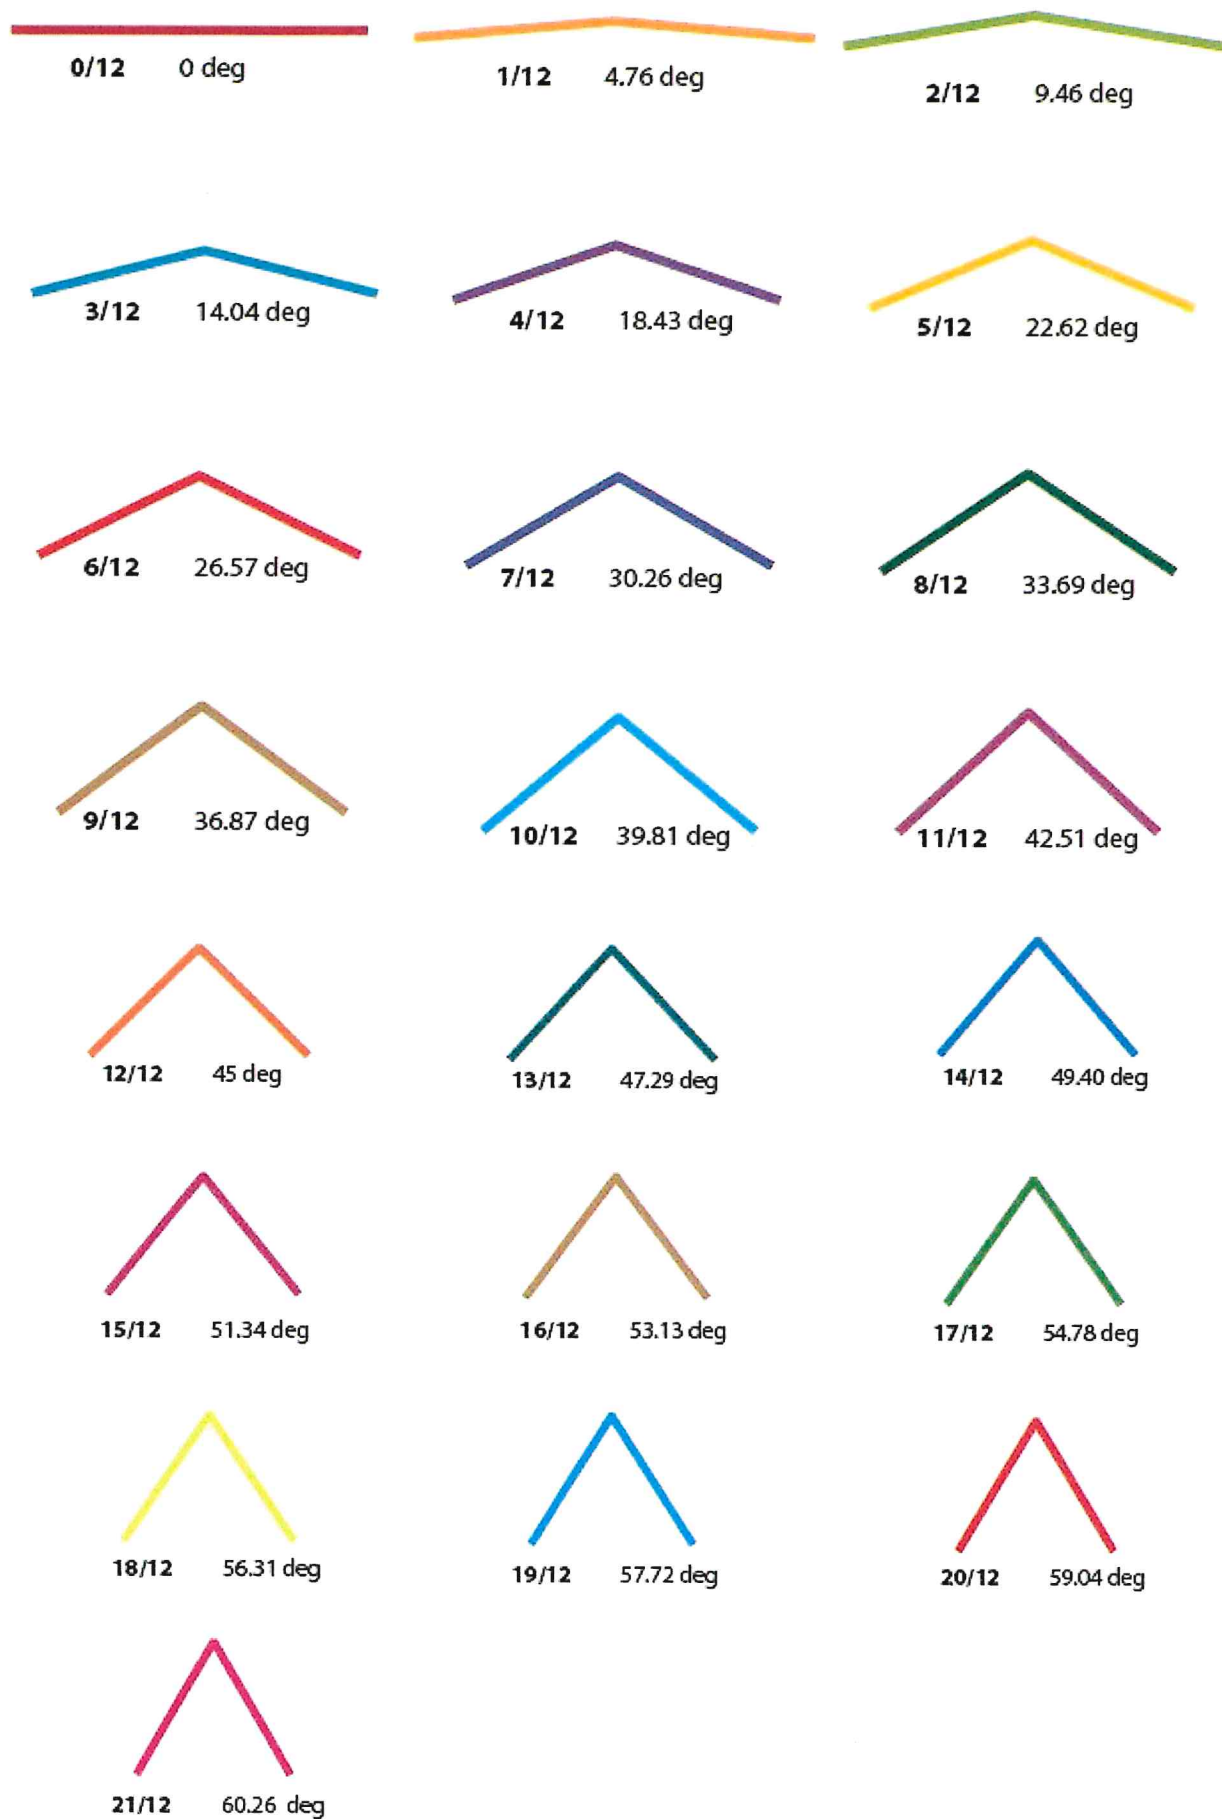 0/12 0 deg
1/12 4.76 deg
2/12 9.46 deg
3/12 14.04 deg
4/12 18.43 deg
5/12 22.62 deg
6/12 26.57 deg
7/12 30.26 deg
8/12 33.69 deg
9/12 36.87 deg
10/12 39.81 deg
11/12 42.51 deg
12/12 45 deg
13/12 47.29 deg
14/12 49.40 deg
15/12 51.34 deg
16/12 53.13 deg
17/12 54.78 deg
18/12 56.31 deg
19/12 57.72 deg
20/12 59.04 deg
21/12 60.26 deg